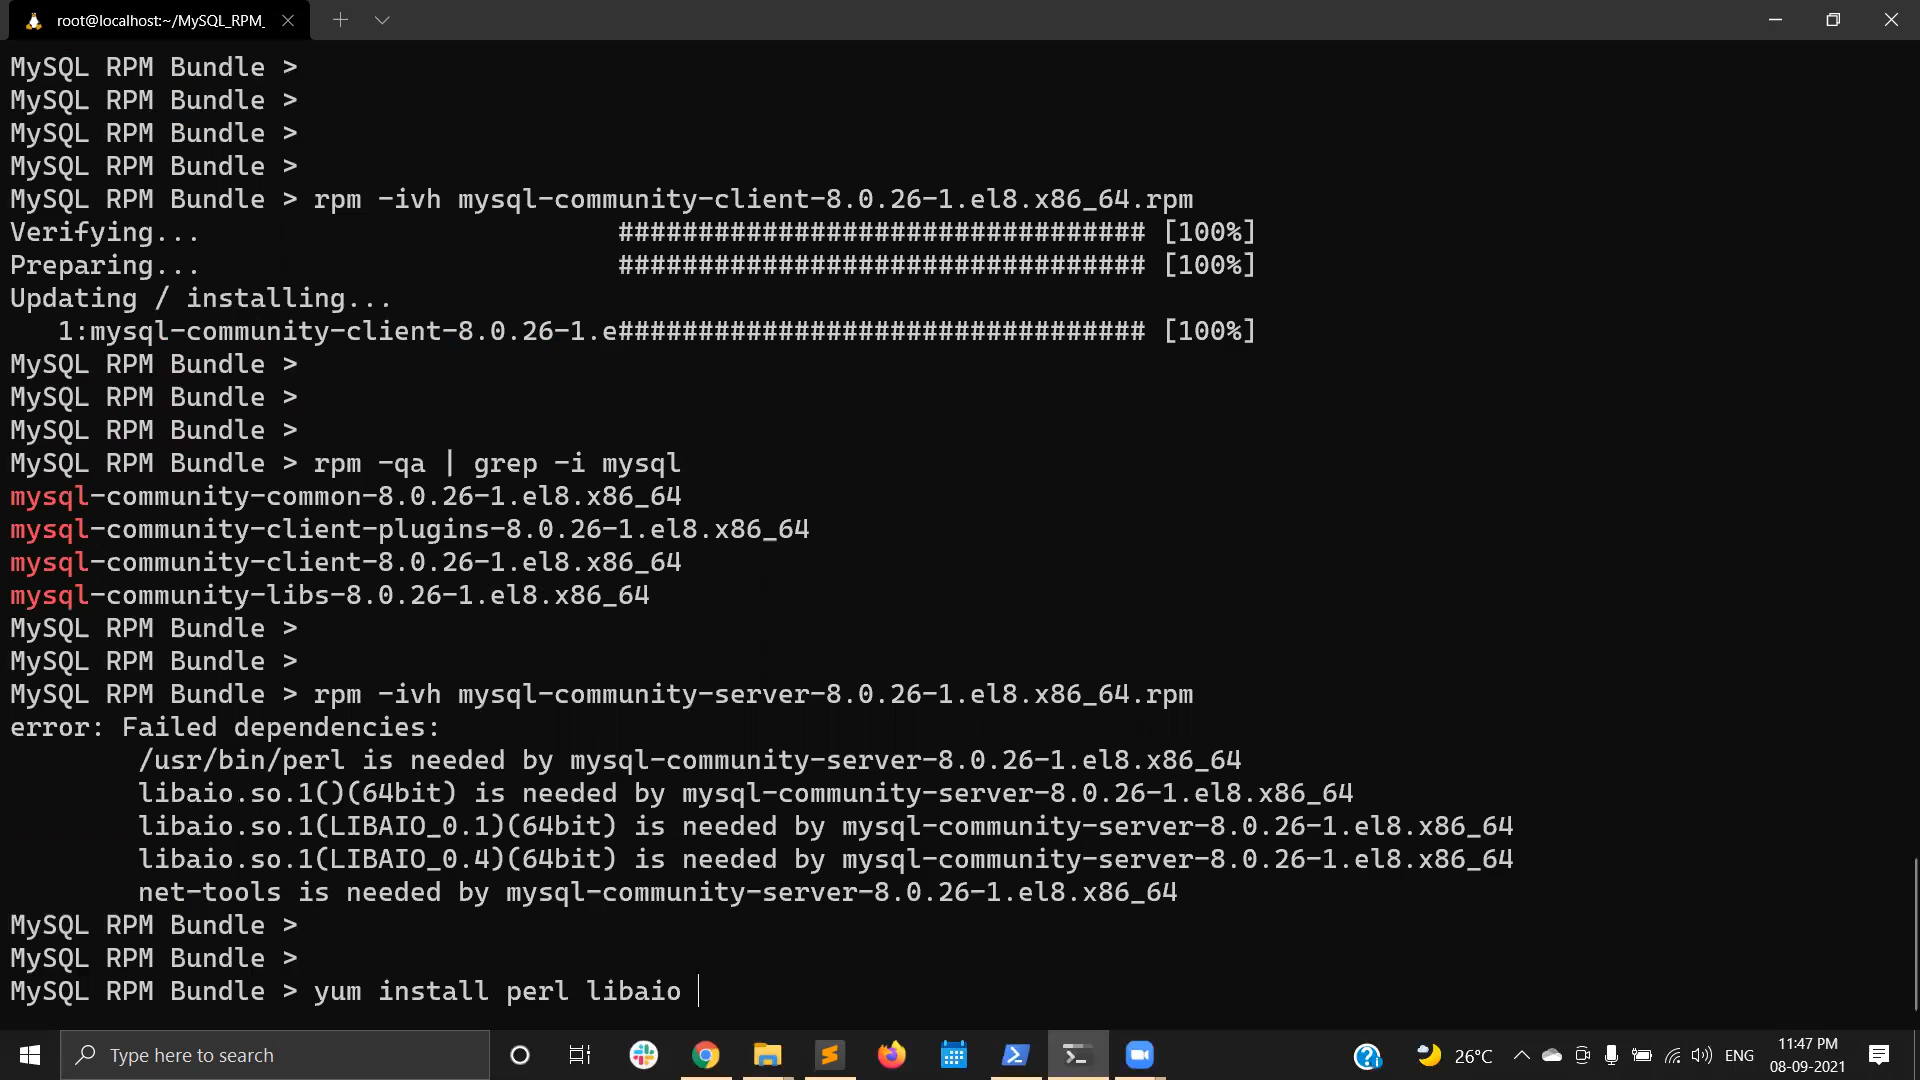 root@localhost:~/MySQL_RPM_
MySQL RPM Bundle >
MySQL RPM Bundle >
MySQL RPM Bundle >
MySQL RPM Bundle >
MySQL RPM Bundle > rpm -ivh mysql-community-client-8.0.26-1.el8.x86_64.rpm
Verifying... ################################# [100%]
Preparing... ################################# [100%]
Updating / installing...
1:mysql-community-client-8.0.26-1.e################################# [100%]
MySQL RPM Bundle >
MySQL RPM Bundle >
MySQL RPM Bundle >
MySQL RPM Bundle > rpm -qa | grep -i mysql
mysql-community-common-8.0.26-1.el8.x86_64
mysql-community-client-plugins-8.0.26-1.el8.x86_64
mysql-community-client-8.0.26-1.el8.x86_64
mysql-community-libs-8.0.26-1.el8.x86_64
MySQL RPM Bundle >
MySQL RPM Bundle >
MySQL RPM Bundle > rpm -ivh mysql-community-server-8.0.26-1.el8.x86_64.rpm
error: Failed dependencies:
/usr/bin/perl is needed by mysql-community-server-8.0.26-1.el8.x86_64
libaio.so.1()(64bit) is needed by mysql-community-server-8.0.26-1.el8.x86_64
libaio.so.1(LIBAIO_0.1)(64bit) is needed by mysql-community-server-8.0.26-1.el8.x86_64
libaio.so.1(LIBAIO_0.4)(64bit) is needed by mysql-community-server-8.0.26-1.el8.x86_64
net-tools is needed by mysql-community-server-8.0.26-1.el8.x86_64
MySQL RPM Bundle >
MySQL RPM Bundle >
MySQL RPM Bundle > yum install perl libaio
Type here to search
26°C
ENG
11:47 PM
08-09-2021